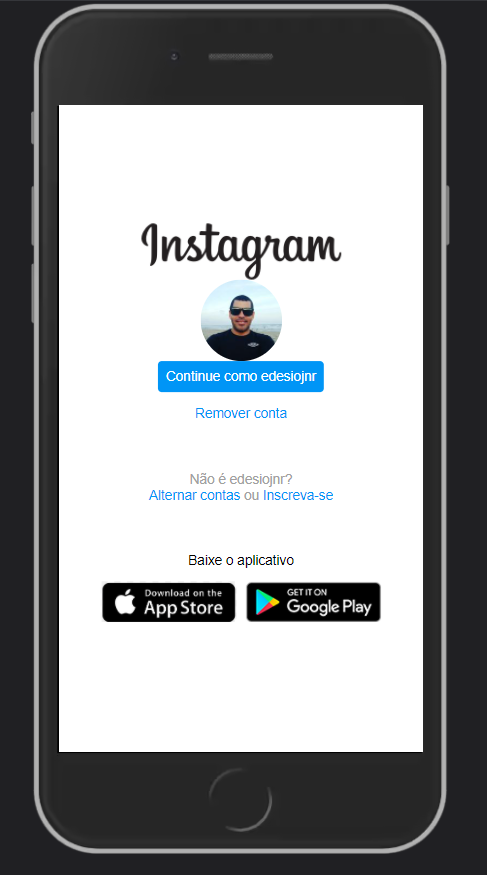 Instagram
Continue como edesiojnr
Remover conta
Não é edesiojnr?
Alternar contas ou Inscreva-se
Baixe o aplicativo
Download on the
App Store
GET IT ON
Google Play